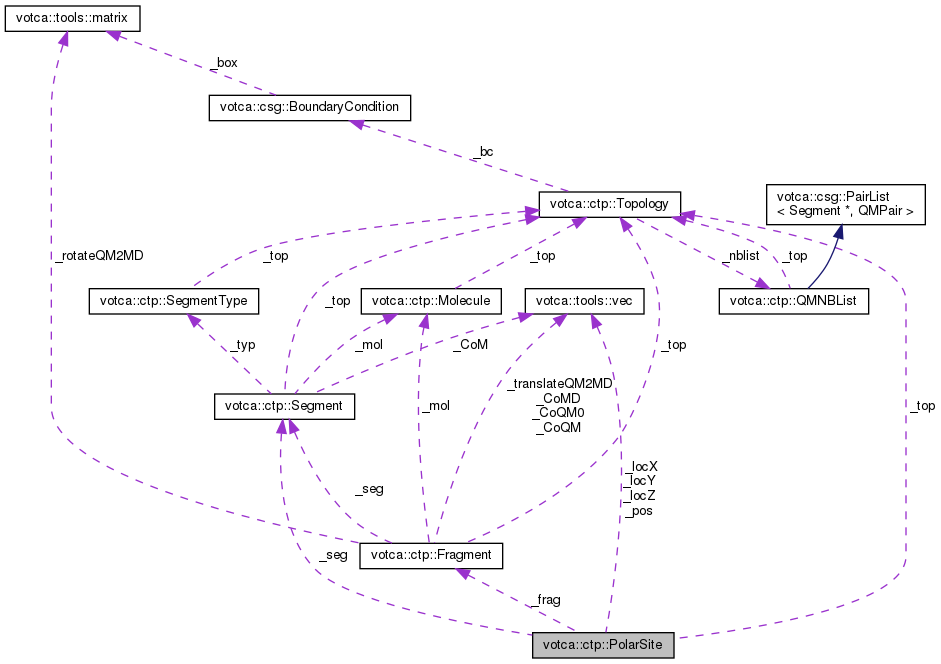 votca::tools::matrix
_box
votca::csg::BoundaryCondition
_bc
votca::ctp::Topology
votca::csg::PairList
< Segment *, QMPair >
_rotateQM2MD
_top
_top
_top
_nblist
_top
votca::ctp::SegmentType
votca::ctp::Molecule
votca::tools::vec
votca::ctp::QMNBList
_typ
_mol
_CoM
_top
votca::ctp::Segment
_mol
_translateQM2MD
_CoMD
_CoQM0
_CoQM
_top
_seg
_locX
_locY
_locZ
_pos
_seg
votca::ctp::Fragment
_frag
votca::ctp::PolarSite